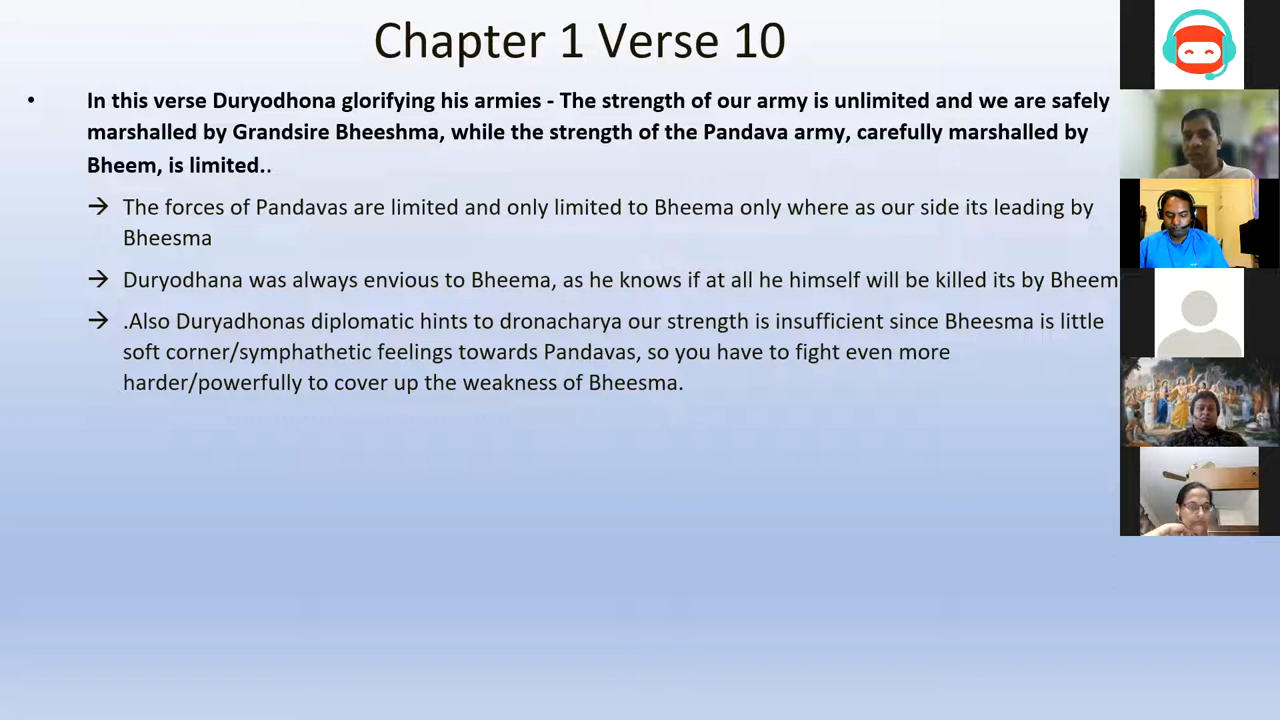 Chapter 1 Verse 10
• In this verse Duryodhona glorifying his armies - The strength of our army is unlimited and we are safely
marshalled by Grandsire Bheeshma, while the strength of the Pandava army, carefully marshalled by
Bheem, is limited..
→ The forces of Pandavas are limited and only limited to Bheema only where as our side its leading by
Bheesma
→ Duryodhana was always envious to Bheema, as he knows if at all he himself will be killed its by Bheem
→ .Also Duryadhonas diplomatic hints to dronacharya our strength is insufficient since Bheesma is little
soft corner/symphathetic feelings towards Pandavas, so you have to fight even more
harder/powerfully to cover up the weakness of Bheesma.